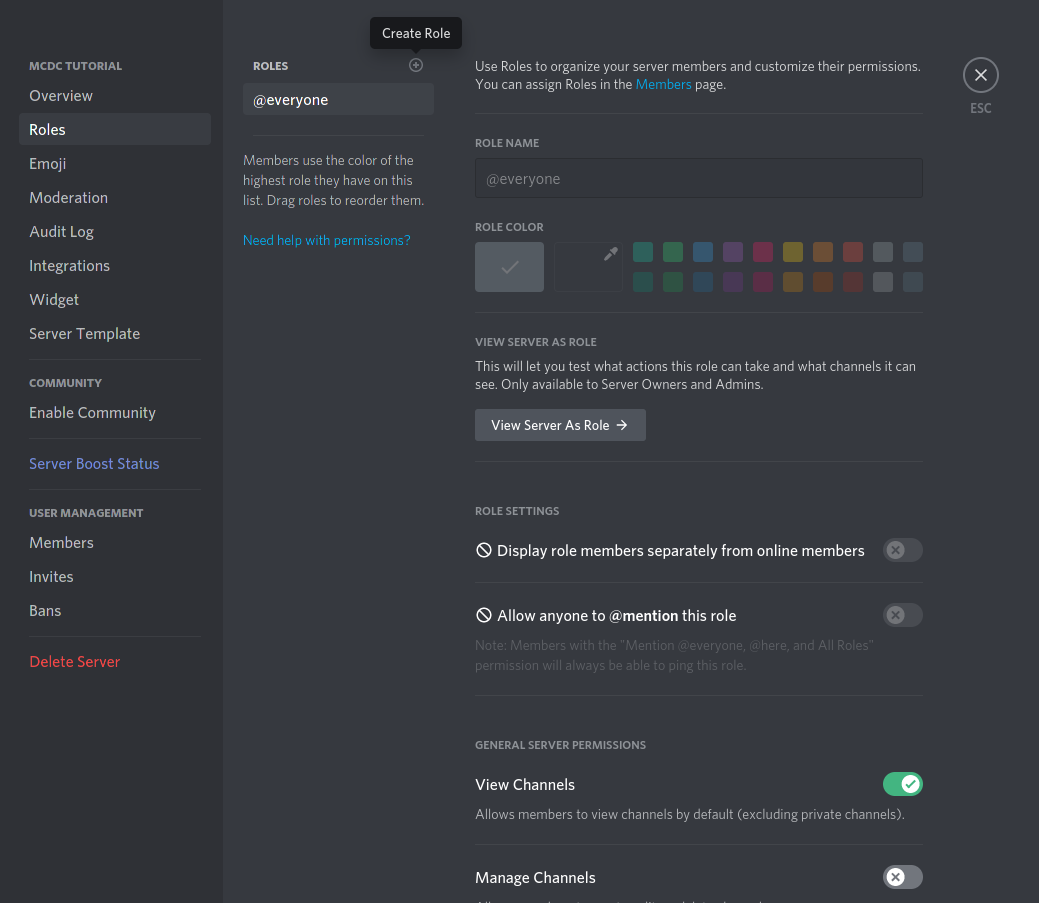 MCDC TUTORIAL
Overview
Roles
Emoji
Moderation
Audit Log
Integrations
Widget
Server Template
COMMUNITY
Enable Community
Server Boost Status
USER MANAGEMENT
Members
Invites
Bans
Delete Server
Create Role
ROLES
@everyone
Members use the color of the
highest role they have on this
list. Drag roles to reorder them.
Need help with permissions?
Use Roles to organize your server members and customize their permissions.
You can assign Roles in the Members page.
ESC
ROLE NAME
@everyone
ROLE COLOR
VIEW SERVER AS ROLE
This will let you test what actions this role can take and what channels it can
see. Only available to Server Owners and Admins.
View Server As Role →
ROLE SETTINGS
Display role members separately from online members
Allow anyone to @mention this role
Note: Members with the "Mention @everyone, @here, and All Roles"
permission will always be able to ping this role.
GENERAL SERVER PERMISSIONS
View Channels
Allows members to view channels by default (excluding private channels).
Manage Channels